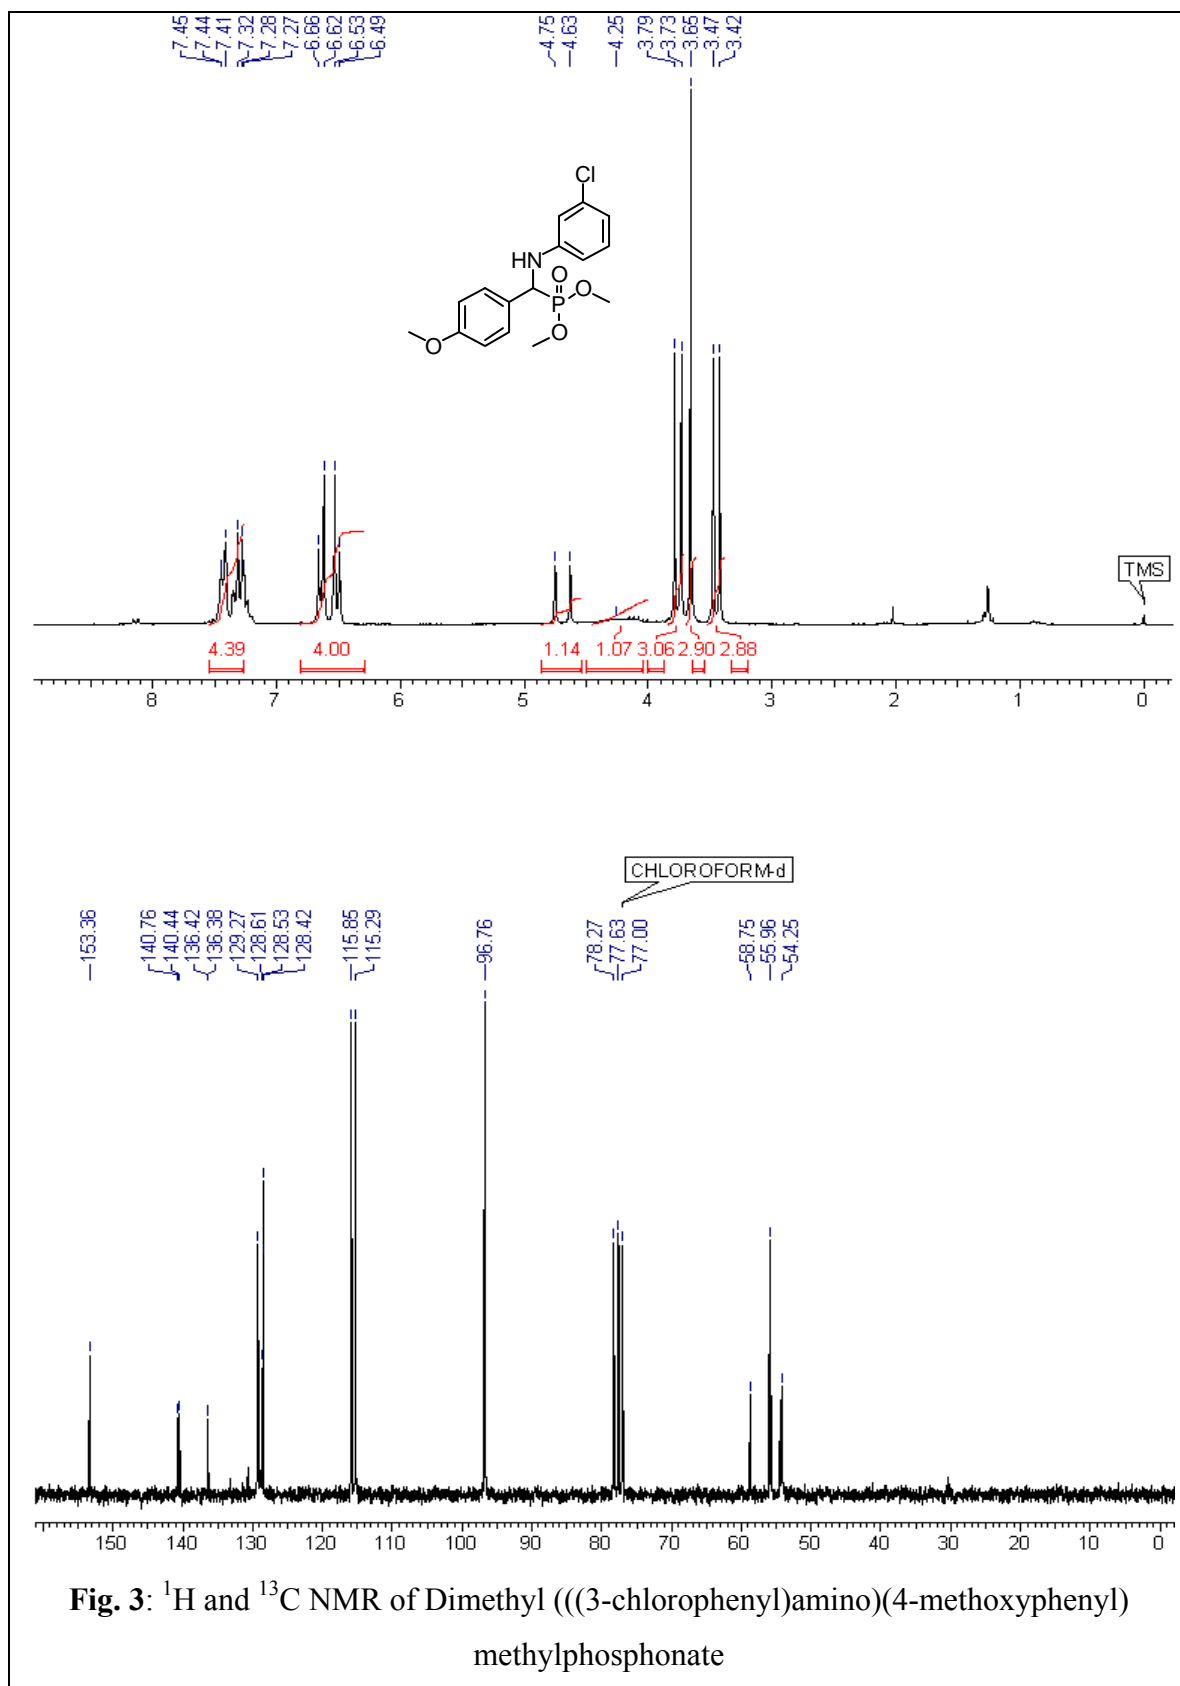 7.45
7.44
7.41
7.32
7.28
7.27
6.66
6.62
6.53
6.49
4.75
4.63
4.25
3.79
3.73
3.65
3.47
3.42
Cl
HN
O
P
O
O
O
TMS
4.39 4.00 1.14 1.07 3.06 2.90 2.88
8 7 6 5 4 3 2 1 0
CHLOROFORM-d
153.36
140.76
140.44
136.42
136.38
129.27
128.61
128.53
128.42
115.85
115.29
96.76
78.27
77.63
77.00
58.75
55.96
54.25
150 140 130 120 110 100 90 80 70 60 50 40 30 20 10 0
Fig. 3: ¹H and ¹³C NMR of Dimethyl (((3-chlorophenyl)amino)(4-methoxyphenyl)
methylphosphonate